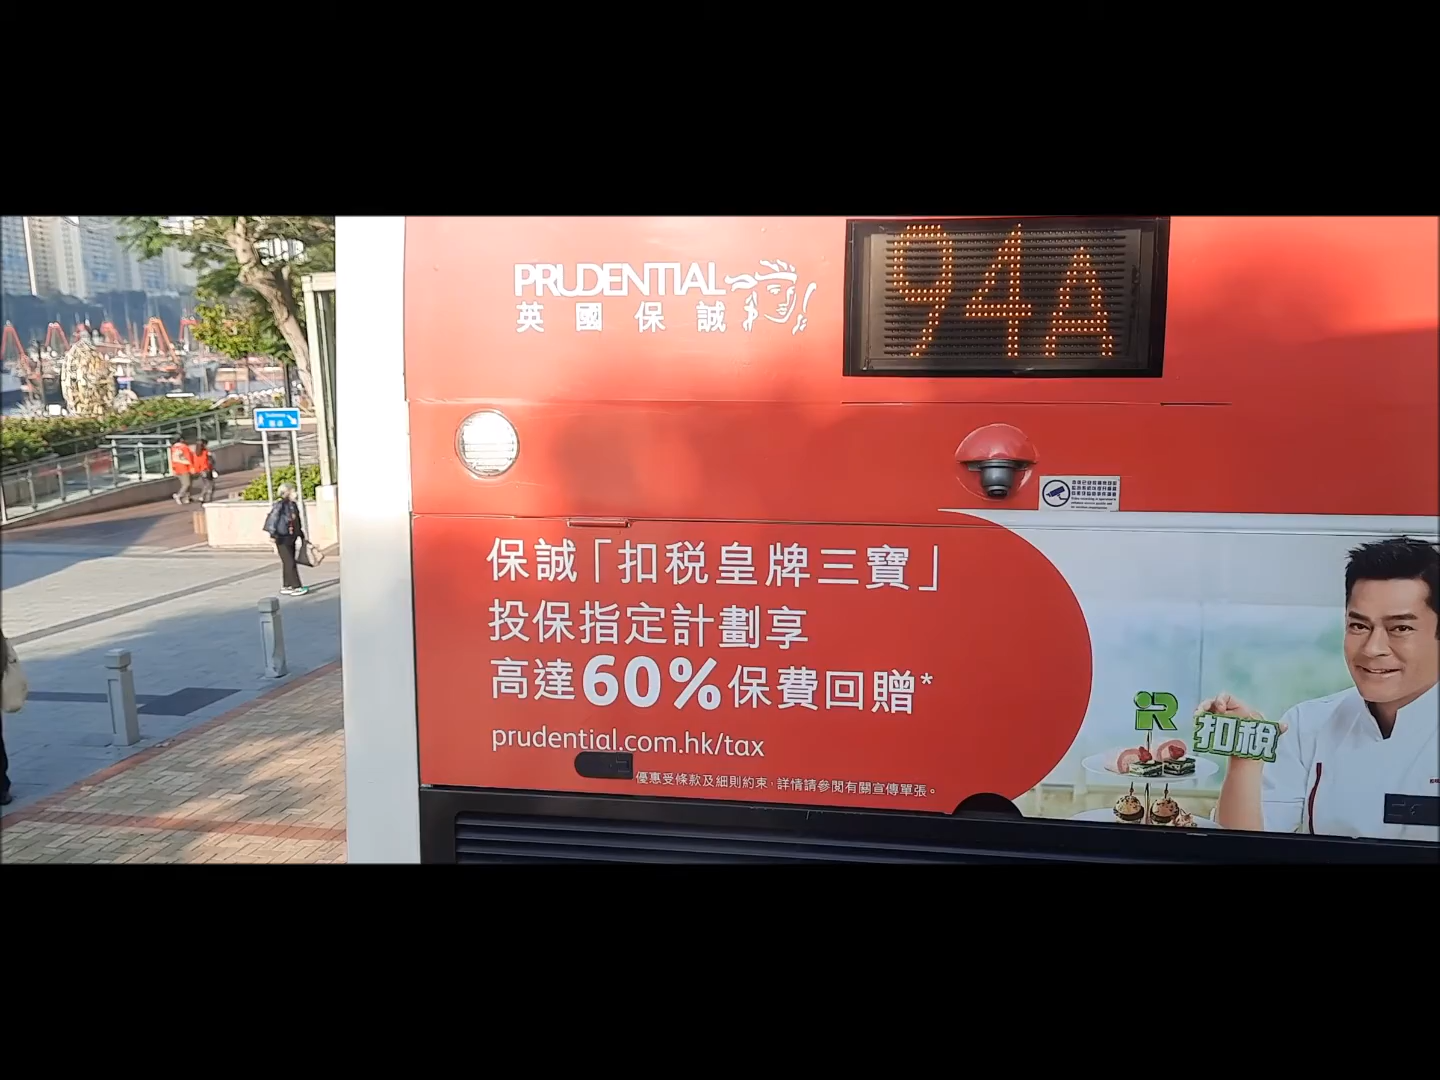 PRUDENTIAL
英國保誠
94A
保誠「扣税皇牌三寶」
投保指定計劃享
高達60%保費回贈*
prudential.com.hk/tax
優惠受條款及細則約束，詳情請參閱有關宣傳單張。
扣税